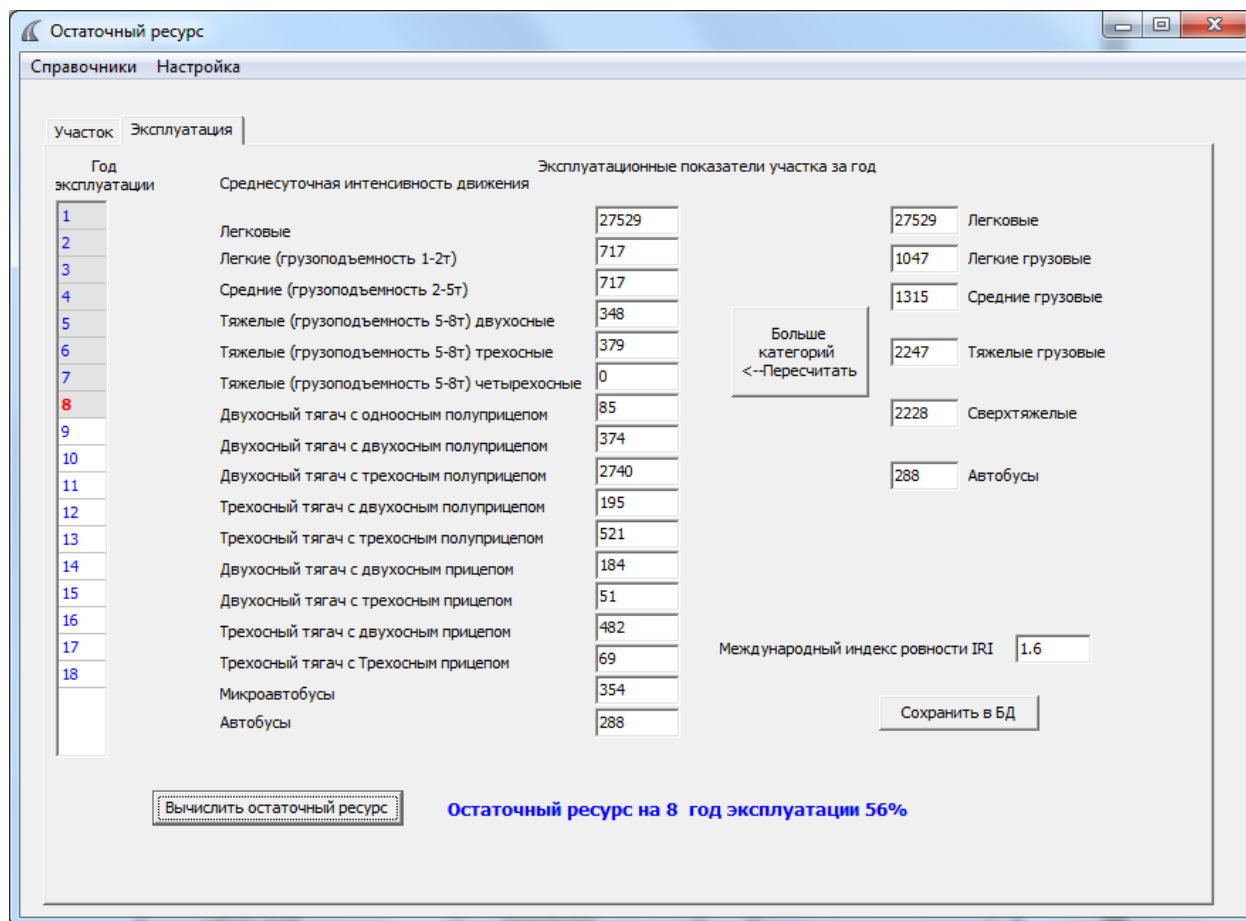 Остаточный ресурс
Справочники Настройка
Участок Эксплуатация
Год эксплуатации
Эксплуатационные показатели участка за год
Среднесуточная интенсивность движения
1
2
3
4
5
6
7
8
9
10
11
12
13
14
15
16
17
18
Легковые 27529
Легкие (грузоподъемность 1-2т) 717
Средние (грузоподъемность 2-5т) 717
Тяжелые (грузоподъемность 5-8т) двухосные 348
Тяжелые (грузоподъемность 5-8т) трехосные 379
Тяжелые (грузоподъемность 5-8т) четырехосные 0
Двухосный тягач с одноосным полуприцепом 85
Двухосный тягач с двухосным полуприцепом 374
Двухосный тягач с трехосным полуприцепом 2740
Трехосный тягач с двухосным полуприцепом 195
Трехосный тягач с трехосным полуприцепом 521
Двухосный тягач с двухосным прицепом 184
Двухосный тягач с трехосным прицепом 51
Трехосный тягач с двухосным прицепом 482
Трехосный тягач с Трехосным прицепом 69
Микроавтобусы 354
Автобусы 288
Больше
категорий
<--Пересчитать
27529 Легковые
1047 Легкие грузовые
1315 Средние грузовые
2247 Тяжелые грузовые
2228 Сверхтяжелые
288 Автобусы
Международный индекс ровности IRI 1.6
Сохранить в БД
Вычислить остаточный ресурс
Остаточный ресурс на 8 год эксплуатации 56%